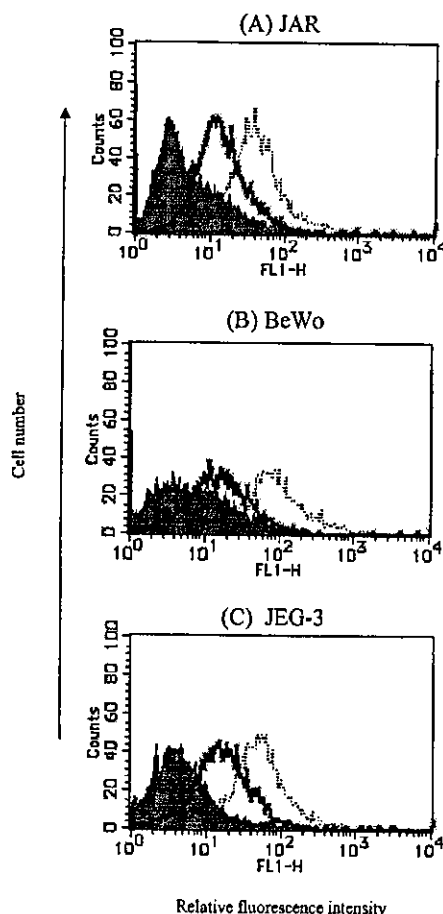 (A) JAR
100
80
60
40
20
0
Counts
10^0 10^1 10^2 10^3 10^4
FL1-H
(B) BeWo
100
80
60
40
20
0
Counts
10^0 10^1 10^2 10^3 10^4
FL1-H
(C) JEG-3
100
80
60
40
20
0
Counts
10^0 10^1 10^2 10^3 10^4
FL1-H
Cell number
Relative fluorescence intensity